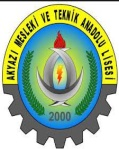 AKYAZI MESLEKİ VE TEKNİK ANADOLU LİSESİ
2000